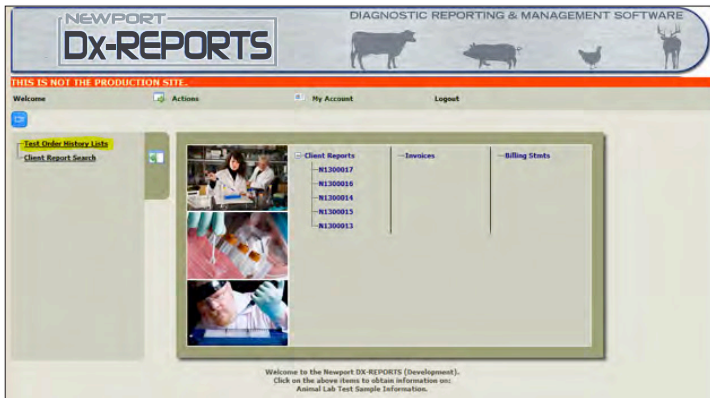 NEWPORT
Dx-REPORTS
DIAGNOSTIC REPORTING & MANAGEMENT SOFTWARE
THIS IS NOT THE PRODUCTION SITE.
Welcome Actions My Account Logout
Test Order History Lists
Client Report Search
Client Reports Invoices Billing Stmts
N1300017
N1300016
N1300014
N1300015
N1300013
Welcome to the Newport DX-REPORTS (Development).
Click on the above items to obtain information on:
Animal Lab Test Sample Information.